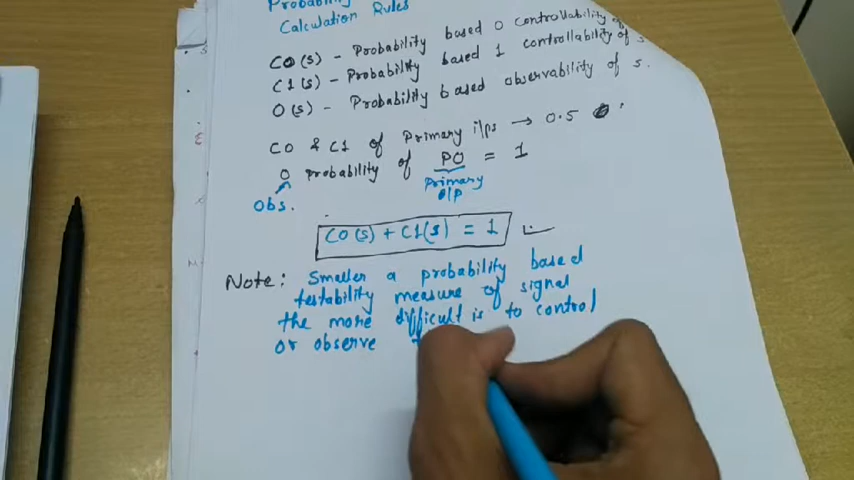 Probability
Calculation Rules
C0(s) - Probability based 0 controllability of
C1(s) - Probability based 1 controllability of s
O(s) - Probability based observability of s.
C0 & C1 of Primary i/ps → 0.5
O probability of PO = 1
Obs.
Primary
o/p
C0(s) + C1(s) = 1
Note: Smaller a probability based
testability measure of signal
the more difficult is to control
or observe